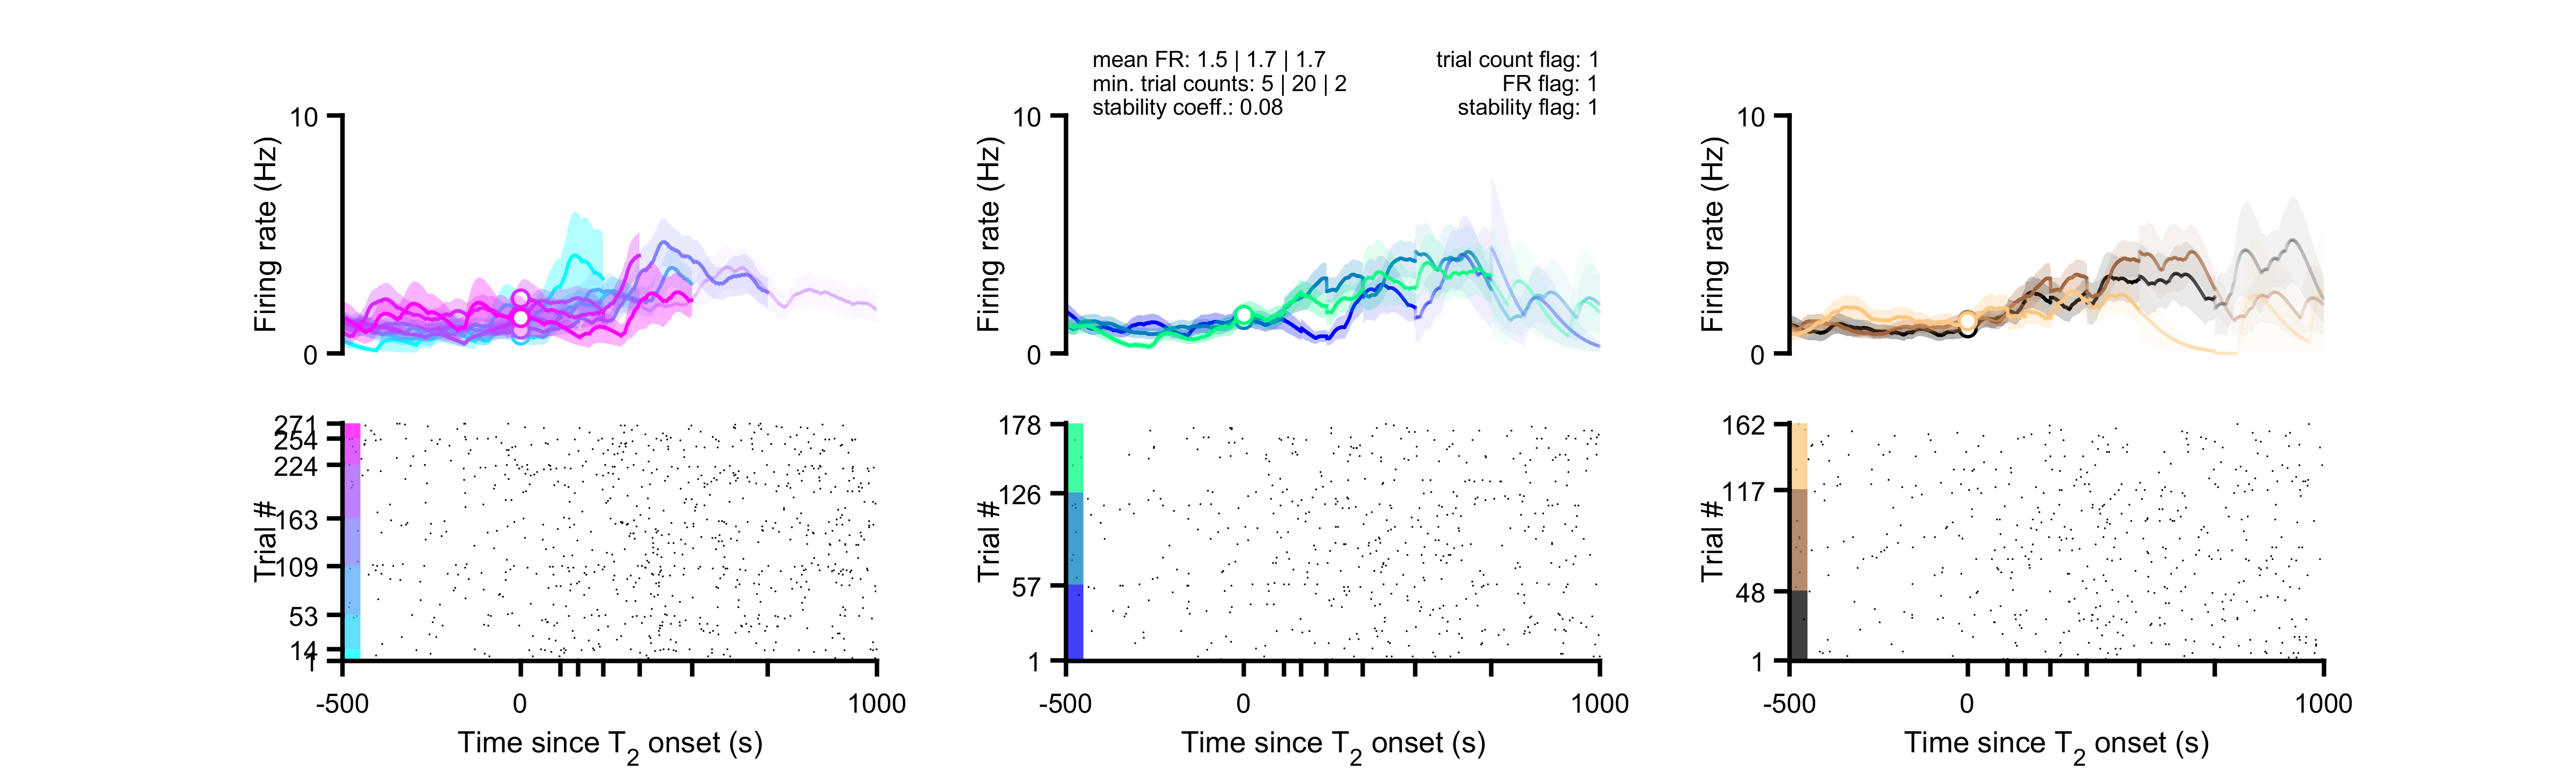 mean FR: 1.5 | 1.7 | 1.7
min. trial counts: 5 | 20 | 2
stability coeff.: 0.08
trial count flag: 1
FR flag: 1
stability flag: 1
10
0
Firing rate (Hz)
10
0
Firing rate (Hz)
10
0
Firing rate (Hz)
271
254
224
163
109
53
14
1
Trial #
-500
0
1000
Time since T2 onset (s)
178
126
57
1
Trial #
-500
0
1000
Time since T2 onset (s)
162
117
48
1
Trial #
-500
0
1000
Time since T2 onset (s)